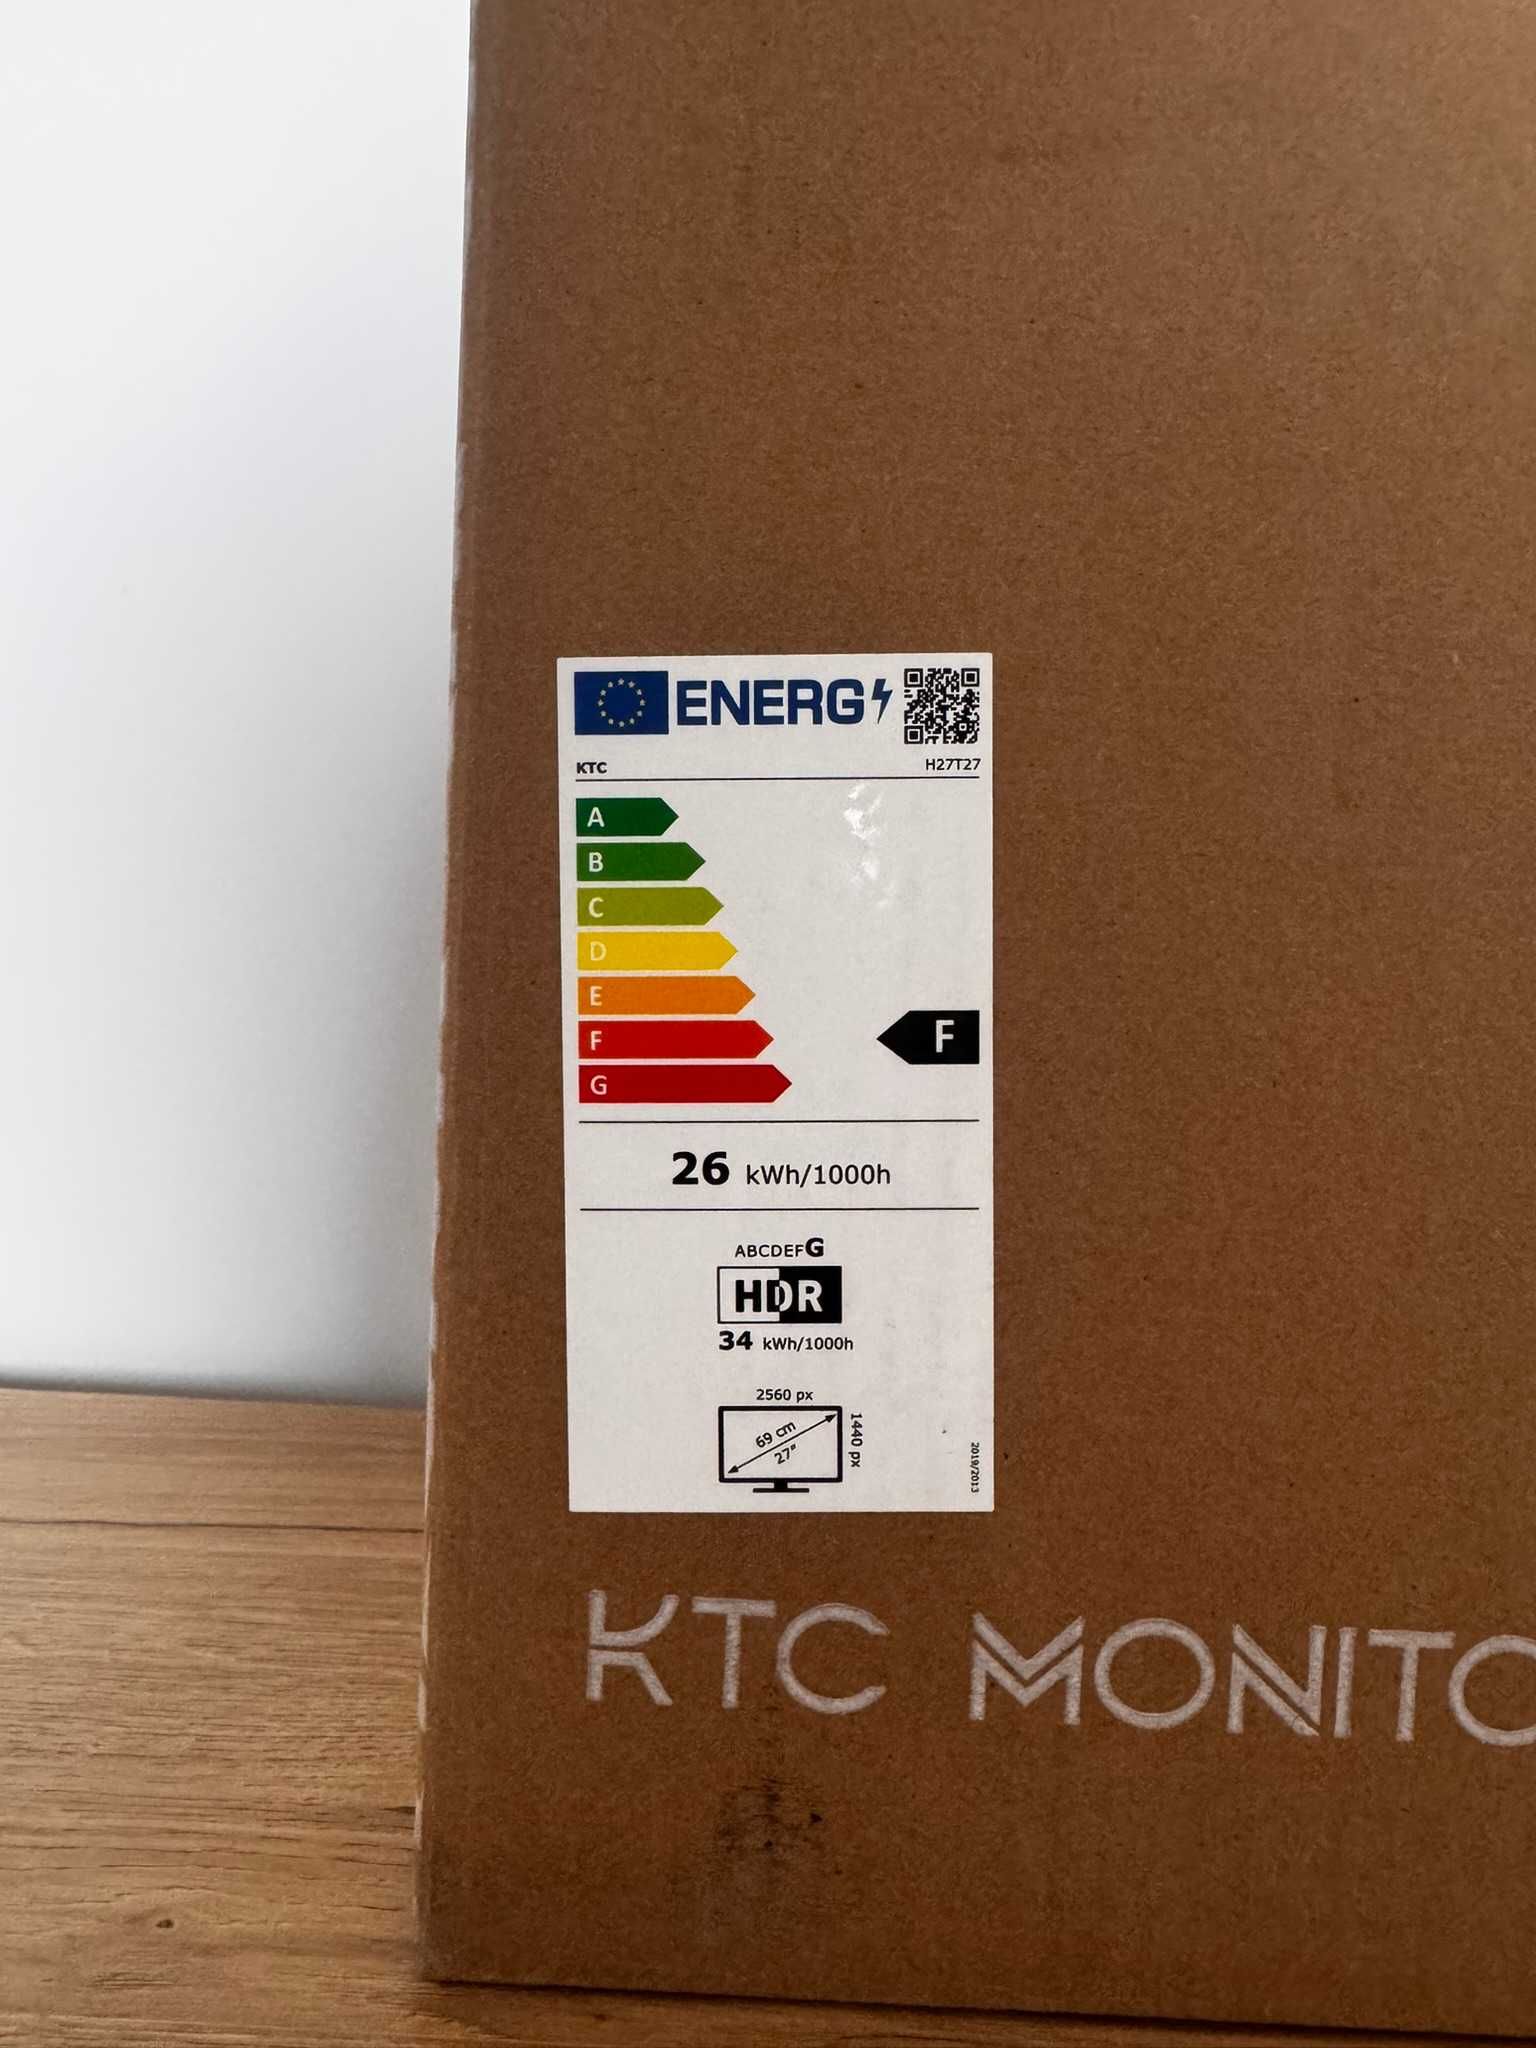 ENERG
KTC H27T27
A
B
C
D
E
F
F
G
26 kWh/1000h
ABCDEFG
HDR
34 kWh/1000h
2560 px
69 cm
27"
1440 px
2019/2013
KTC MONITO